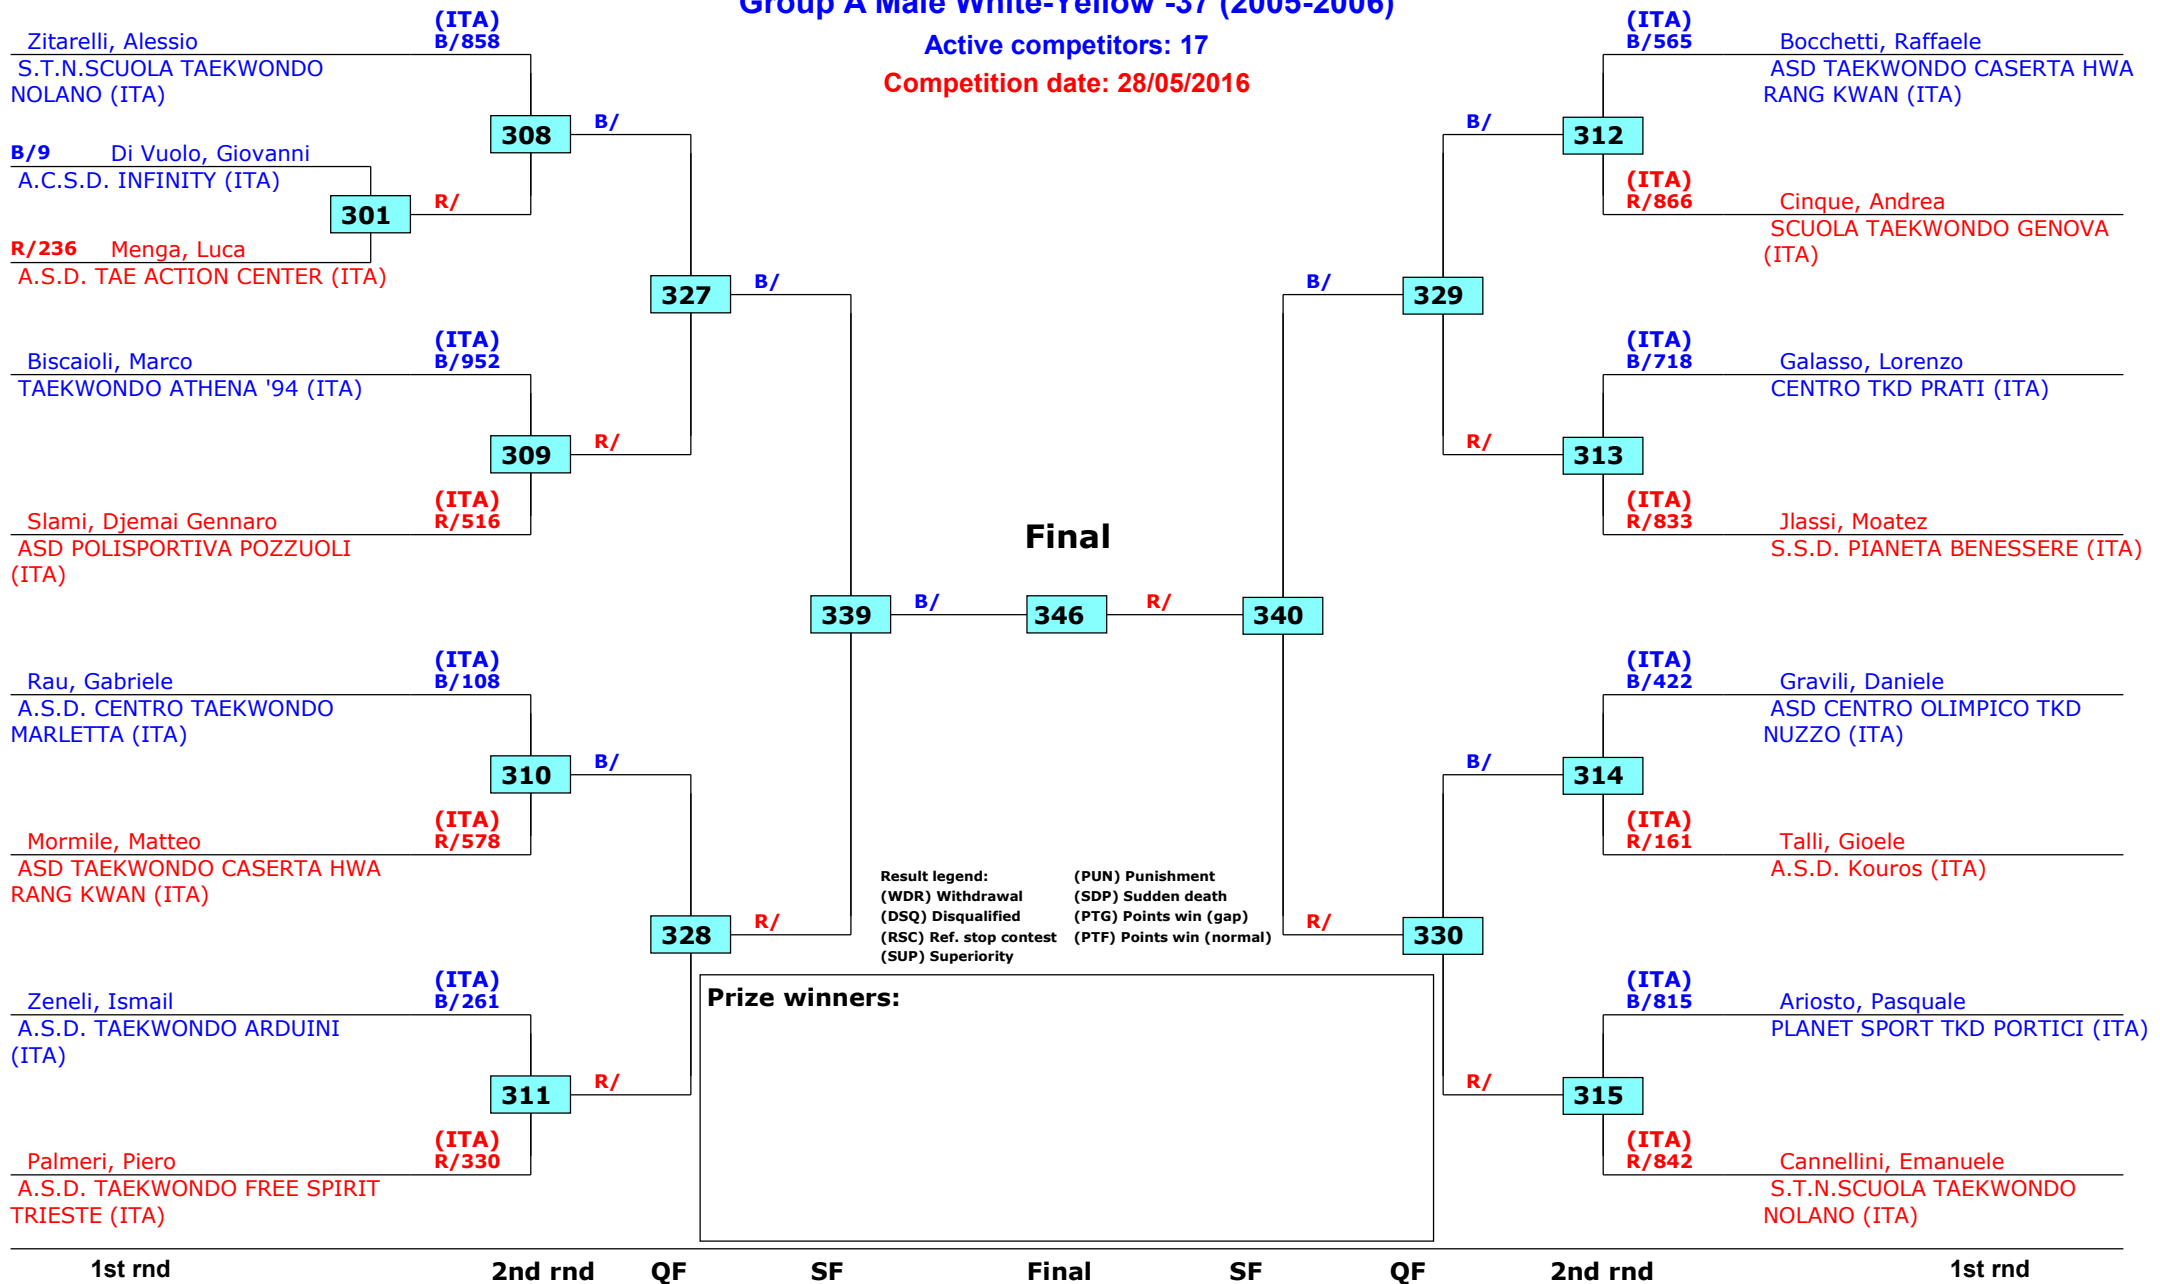 Group A Male White-Yellow -37 (2005-2006)
Active competitors: 17
Competition date: 28/05/2016
(ITA)
Zitarelli, Alessio B/858
S.T.N.SCUOLA TAEKWONDO
NOLANO (ITA)
308
B/
B/9 Di Vuolo, Giovanni
A.C.S.D. INFINITY (ITA)
301
R/
R/236 Menga, Luca
A.S.D. TAE ACTION CENTER (ITA)
327
B/
(ITA)
Biscaioli, Marco B/952
TAEKWONDO ATHENA '94 (ITA)
309
R/
(ITA)
Slami, Djemai Gennaro R/516
ASD POLISPORTIVA POZZUOLI
(ITA)
339
B/
(ITA)
Rau, Gabriele B/108
A.S.D. CENTRO TAEKWONDO
MARLETTA (ITA)
310
B/
(ITA)
Mormile, Matteo R/578
ASD TAEKWONDO CASERTA HWA
RANG KWAN (ITA)
328
R/
(ITA)
Zeneli, Ismail B/261
A.S.D. TAEKWONDO ARDUINI
(ITA)
311
R/
(ITA)
Palmeri, Piero R/330
A.S.D. TAEKWONDO FREE SPIRIT
TRIESTE (ITA)
Final
346
R/
340
(ITA)
B/565 Bocchetti, Raffaele
ASD TAEKWONDO CASERTA HWA
RANG KWAN (ITA)
B/
312
(ITA)
R/866 Cinque, Andrea
SCUOLA TAEKWONDO GENOVA
(ITA)
B/
329
(ITA)
B/718 Galasso, Lorenzo
CENTRO TKD PRATI (ITA)
R/
313
(ITA)
R/833 Jlassi, Moatez
S.S.D. PIANETA BENESSERE (ITA)
(ITA)
B/422 Gravili, Daniele
ASD CENTRO OLIMPICO TKD
NUZZO (ITA)
B/
314
(ITA)
R/161 Talli, Gioele
A.S.D. Kouros (ITA)
R/
330
(ITA)
B/815 Ariosto, Pasquale
PLANET SPORT TKD PORTICI (ITA)
R/
315
(ITA)
R/842 Cannellini, Emanuele
S.T.N.SCUOLA TAEKWONDO
NOLANO (ITA)
Result legend: (PUN) Punishment
(WDR) Withdrawal (SDP) Sudden death
(DSQ) Disqualified (PTG) Points win (gap)
(RSC) Ref. stop contest (PTF) Points win (normal)
(SUP) Superiority
Prize winners:
1st rnd 2nd rnd QF SF Final SF QF 2nd rnd 1st rnd